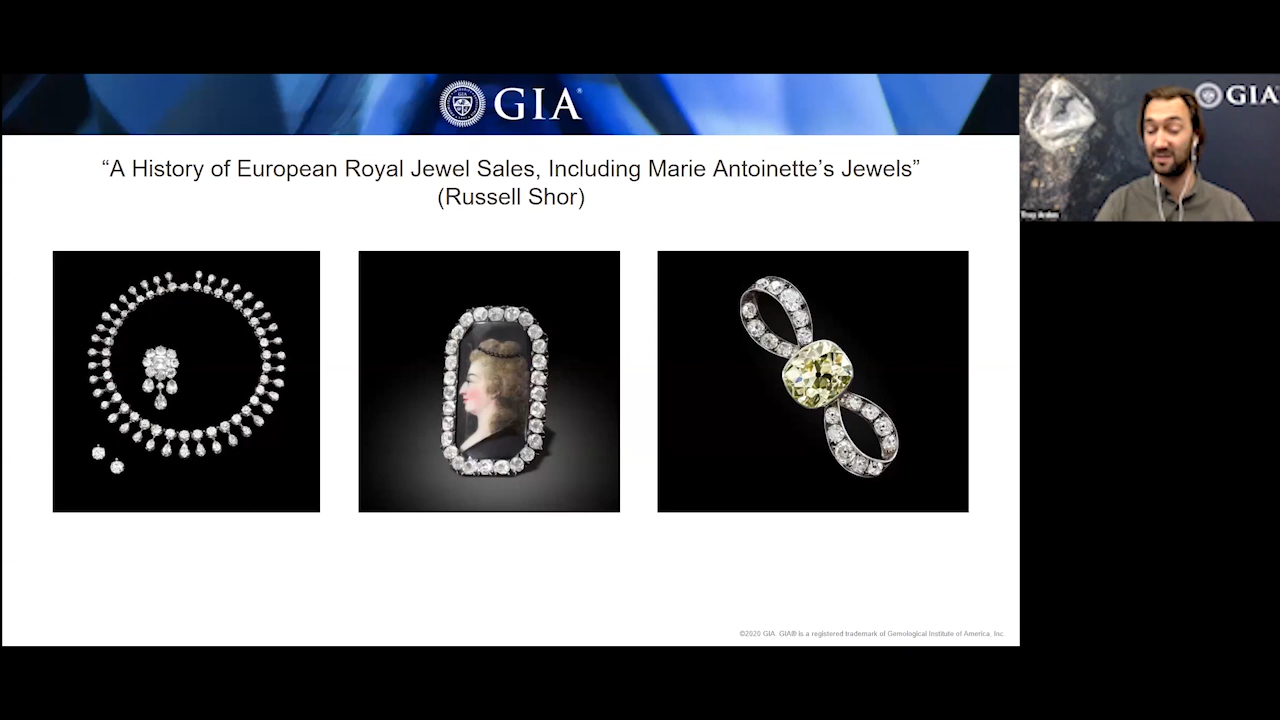 GIA®
“A History of European Royal Jewel Sales, Including Marie Antoinette’s Jewels”
(Russell Shor)
©2020 GIA. GIA® is a registered trademark of Gemological Institute of America. Inc.
GIA